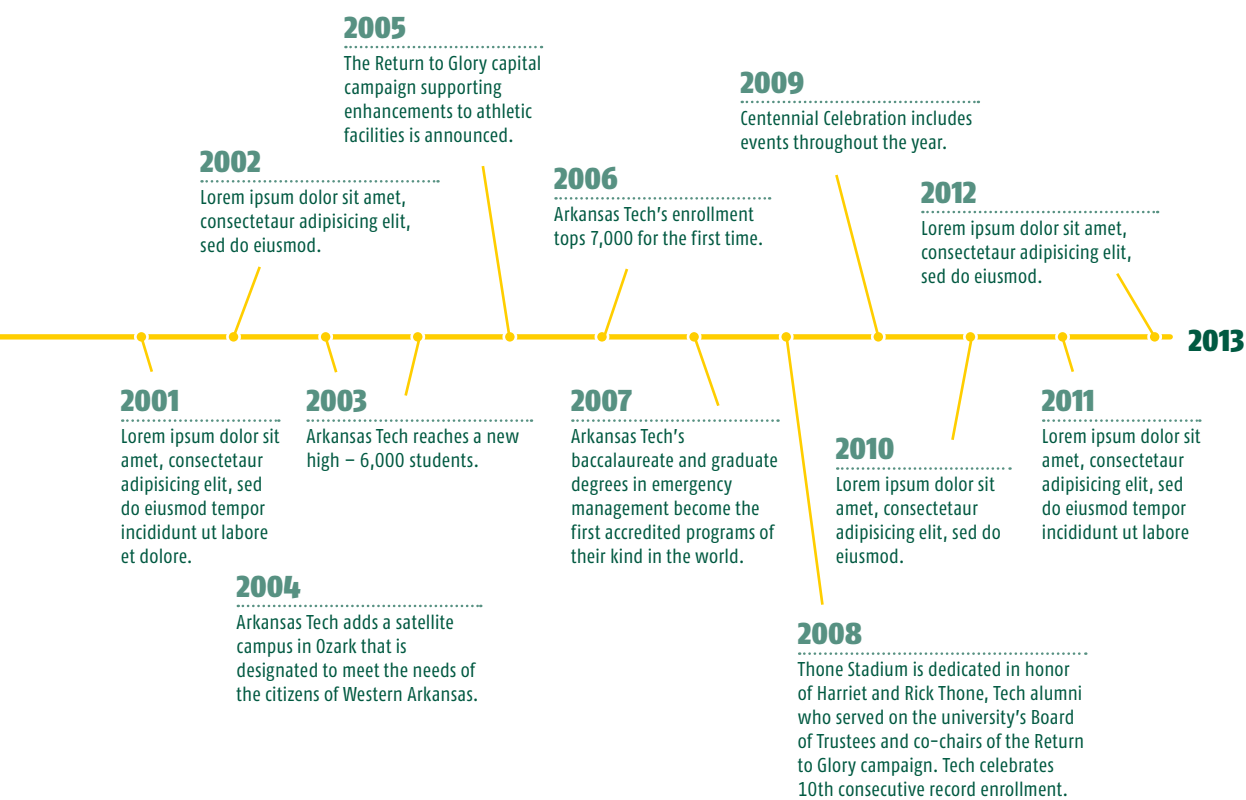 2005
The Return to Glory capital
campaign supporting
enhancements to athletic
facilities is announced.
2009
Centennial Celebration includes
events throughout the year.
2002
Lorem ipsum dolor sit amet,
consectetaur adipisicing elit,
sed do eiusmod.
2006
Arkansas Tech’s enrollment
tops 7,000 for the first time.
2012
Lorem ipsum dolor sit amet,
consectetaur adipisicing elit,
sed do eiusmod.
2013
2001
Lorem ipsum dolor sit
amet, consectetaur
adipisicing elit, sed
do eiusmod tempor
incididunt ut labore
et dolore.
2003
Arkansas Tech reaches a new
high – 6,000 students.
2007
Arkansas Tech’s
baccalaureate and graduate
degrees in emergency
management become the
first accredited programs of
their kind in the world.
2010
Lorem ipsum dolor sit
amet, consectetaur
adipisicing elit, sed do
eiusmod.
2011
Lorem ipsum dolor sit
amet, consectetaur
adipisicing elit, sed
do eiusmod tempor
incididunt ut labore
2004
Arkansas Tech adds a satellite
campus in Ozark that is
designated to meet the needs of
the citizens of Western Arkansas.
2008
Thone Stadium is dedicated in honor
of Harriet and Rick Thone, Tech alumni
who served on the university’s Board
of Trustees and co-chairs of the Return
to Glory campaign. Tech celebrates
10th consecutive record enrollment.